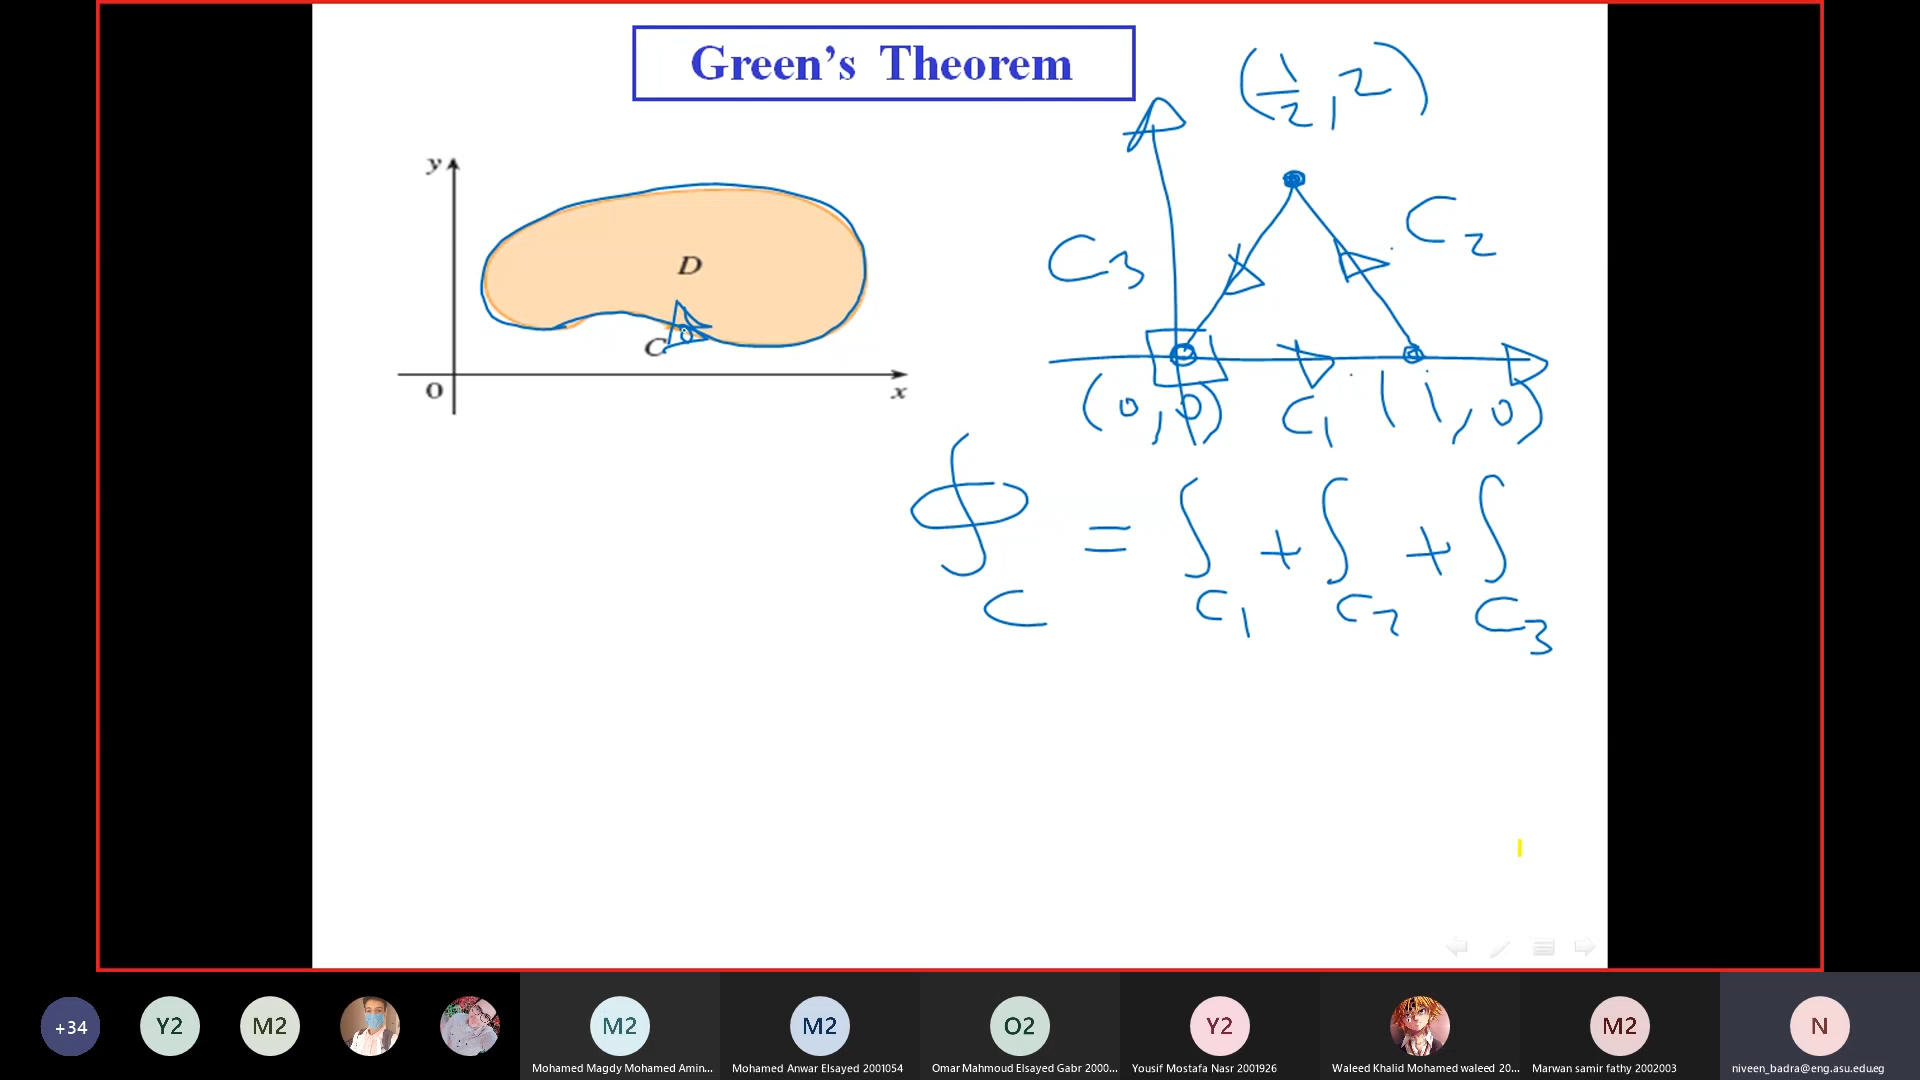 Green's Theorem
(1/2, 2)
y
D
C
O
x
C3
C2
(0,0)
C1
(1,0)
∮C = ∫C1 + ∫C2 + ∫C3
+34
Y2
M2
M2
Mohamed Magdy Mohamed Amin...
M2
Mohamed Anwar Elsayed 2001054
O2
Omar Mahmoud Elsayed Gabr 2000...
Y2
Yousif Mostafa Nasr 2001926
Waleed Khalid Mohamed waleed 20...
M2
Marwan samir fathy 2002003
N
niveen_badra@eng.asu.edu.eg